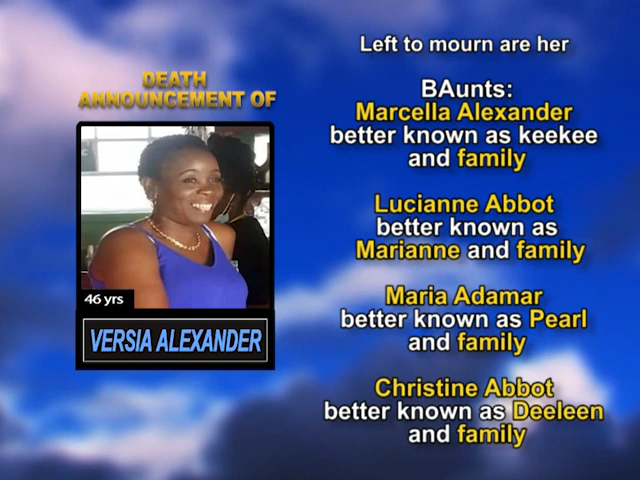 DEATH
ANNOUNCEMENT OF
46 yrs
VERSIA ALEXANDER
Left to mourn are her
BAunts:
Marcella Alexander
better known as keekee
and family
Lucianne Abbot
better known as
Marianne and family
Maria Adamar
better known as Pearl
and family
Christine Abbot
better known as Deeleen
and family